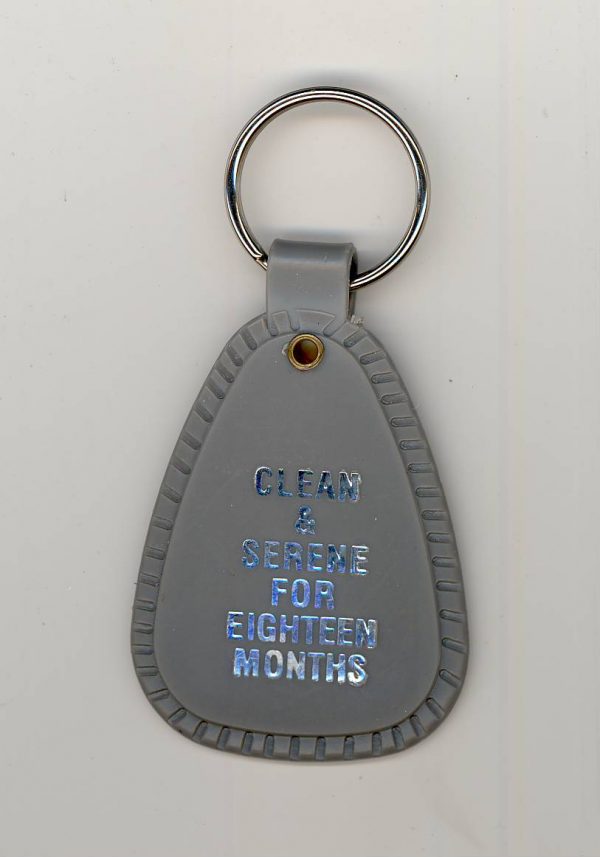 CLEAN
&
SERENE
FOR
EIGHTEEN
MONTHS